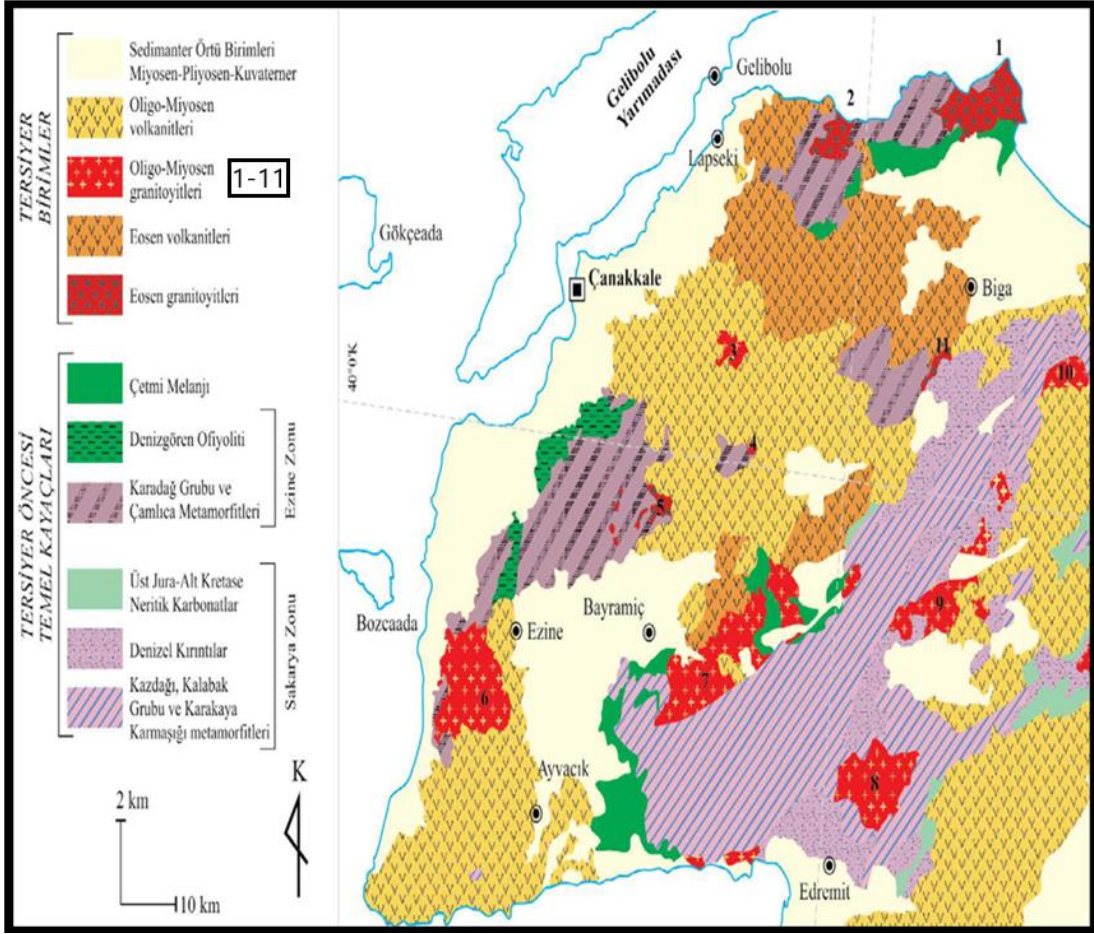 TERSİYER
BİRİMLER
Sedimanter Örtü Birimleri
Miyosen-Pliyosen-Kuvaterner
Oligo-Miyosen
volkanitleri
Oligo-Miyosen
granitoyitleri
1-11
Eosen volkanitleri
Eosen granitoyitleri
TERSİYER ÖNCESİ
TEMEL KAYAÇLARI
Çetmi Melanjı
Denizgören Ofiyoliti
Karadağ Grubu ve
Çamlıca Metamorfitleri
Ezine Zonu
Üst Jura-Alt Kretase
Neritik Karbonatlar
Denizel Kırıntılar
Kazdağı, Kalabak
Grubu ve Karakaya
Karmaşığı metamorfitleri
Sakarya Zonu
K
2 km
10 km
Gelibolu
Yarımadası
Gelibolu
1
2
Lapseki
Gökçeada
Çanakkale
Biga
40°0'K
3
11
10
4
5
Bozcaada
Ezine
Bayramiç
9
6
7
8
Ayvacık
Edremit